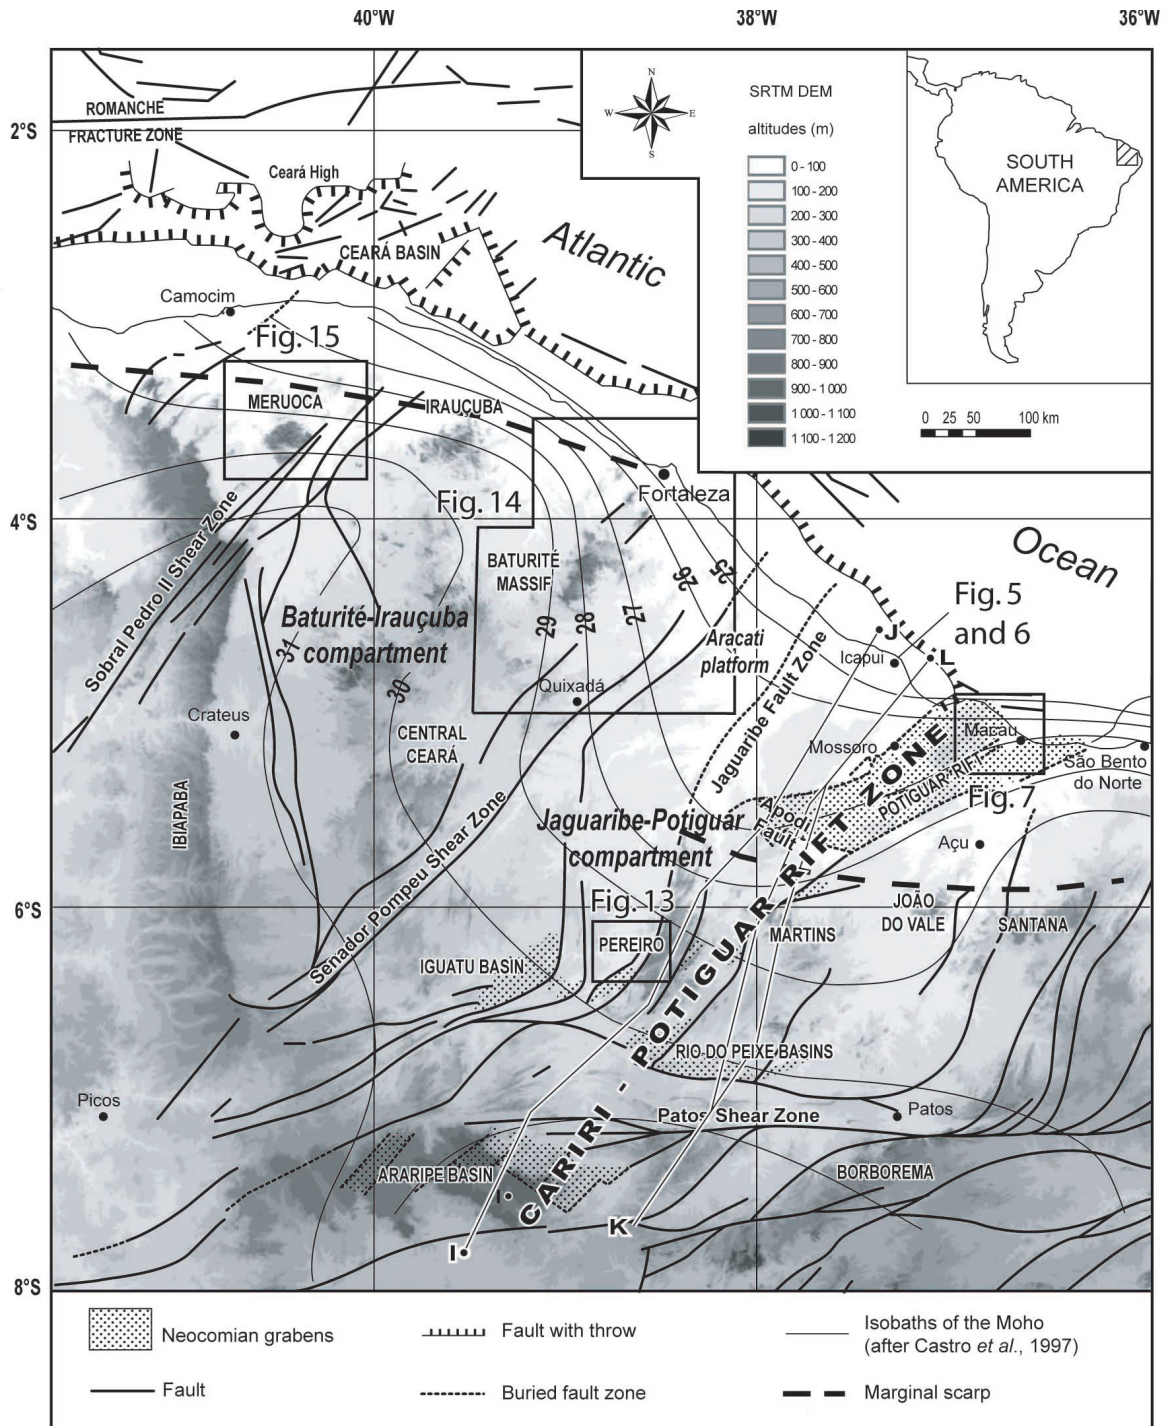 40°W
38°W
36°W
2°S
4°S
6°S
8°S
ROMANCHE
FRACTURE ZONE
Ceará High
CEARÁ BASIN
Atlantic
Ocean
N
W
E
S
SRTM DEM
altitudes (m)
0 - 100
100 - 200
200 - 300
300 - 400
400 - 500
500 - 600
600 - 700
700 - 800
800 - 900
900 - 1 000
1 000 - 1 100
1 100 - 1 200
SOUTH
AMERICA
0 25 50 100 km
Camocim
Fig. 15
MERUOCA
IRAUÇUBA
Fig. 14
Fortaleza
Sobral Pedro II Shear Zone
BATURITÉ
MASSIF
25
26
27
28
29
30
31
Baturité-Irauçuba
compartment
Aracati
platform
Fig. 5
and 6
J
L
Icapui
Quixadá
Crateus
CENTRAL
CEARÁ
Jaguaribe Fault Zone
Mossoro
Macau
São Bento
do Norte
POTIGUAR RIFT
Fig. 7
IBIAPABA
Senador Pompeu Shear Zone
Jaguaribe-Potiguar
compartment
Apodi
Fault
Açu
Fig. 13
PEREIRO
MARTINS
JOÃO
DO VALE
SANTANA
IGUATU BASIN
RIO DO PEIXE BASINS
CARIRI - POTIGUAR RIFT ZONE
Picos
Patos Shear Zone
Patos
ARARIPE BASIN
BORBOREMA
I
I
K
Neocomian grabens
Fault with throw
Isobaths of the Moho
(after Castro et al., 1997)
Fault
Buried fault zone
Marginal scarp